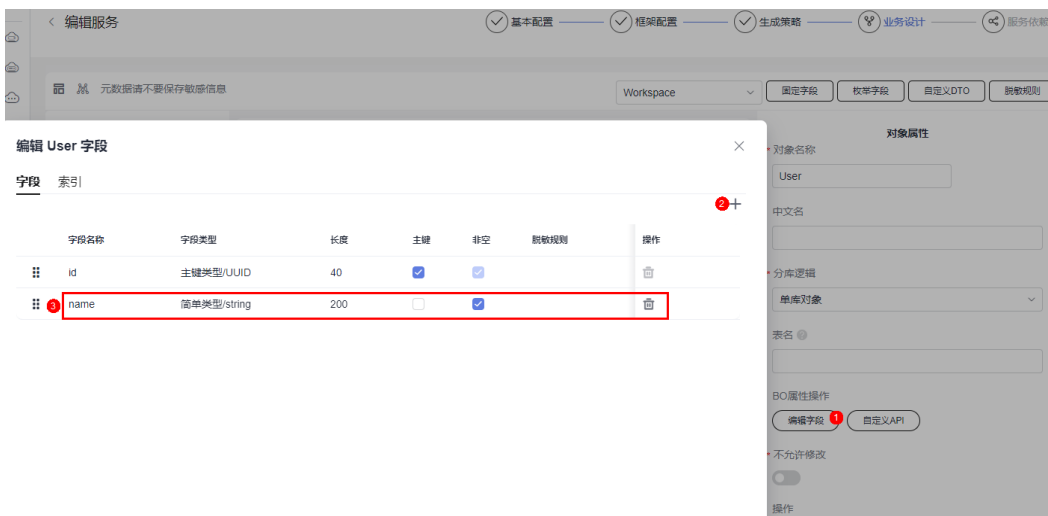 < 编辑服务
基本配置
框架配置
生成策略
业务设计
服务依赖
元数据请不要保存敏感信息
Workspace
固定字段
枚举字段
自定义DTO
脱敏规则
编辑 User 字段
字段 索引
2 +
字段名称 字段类型 长度 主键 非空 脱敏规则 操作
id 主键类型/UUID 40
3 name 简单类型/string 200
对象属性
* 对象名称
User
中文名
* 分库逻辑
单库对象
表名
BO属性操作
编辑字段 1 自定义API
* 不允许修改
操作